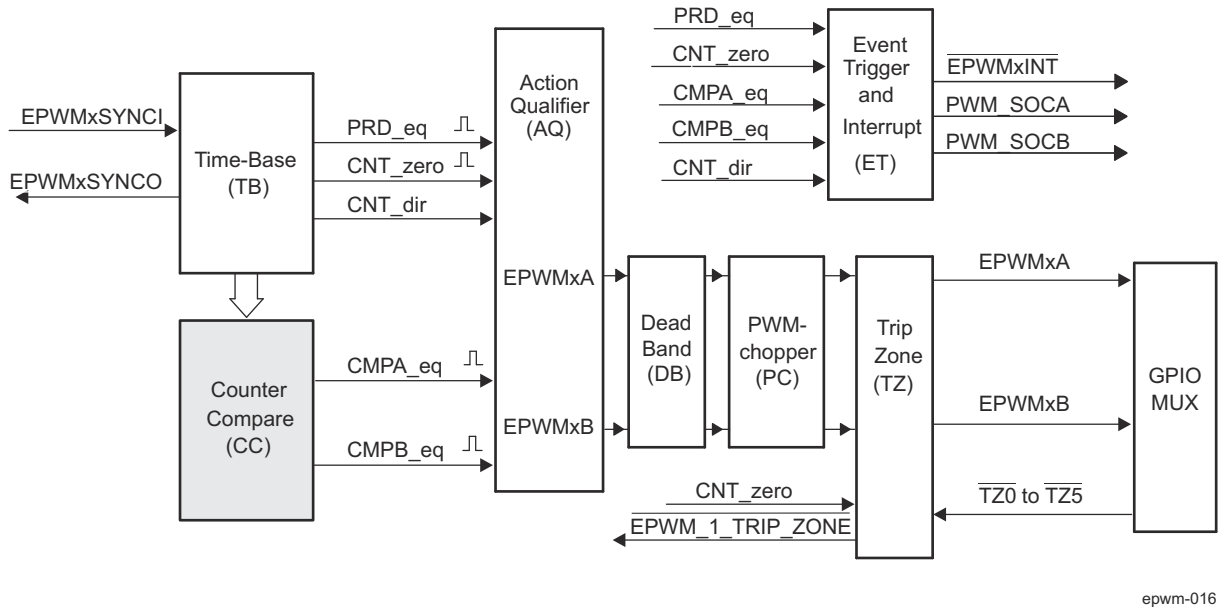 EPWMxSYNCI
EPWMxSYNCO
Time-Base
(TB)
PRD_eq
CNT_zero
CNT_dir
Counter
Compare
(CC)
CMPA_eq
CMPB_eq
Action
Qualifier
(AQ)
EPWMxA
EPWMxB
PRD_eq
CNT_zero
CMPA_eq
CMPB_eq
CNT_dir
Event
Trigger
and
Interrupt
(ET)
EPWMxINT
PWM_SOCA
PWM_SOCB
Dead
Band
(DB)
PWM-
chopper
(PC)
Trip
Zone
(TZ)
CNT_zero
EPWM_1_TRIP_ZONE
EPWMxA
EPWMxB
TZ0 to TZ5
GPIO
MUX
epwm-016